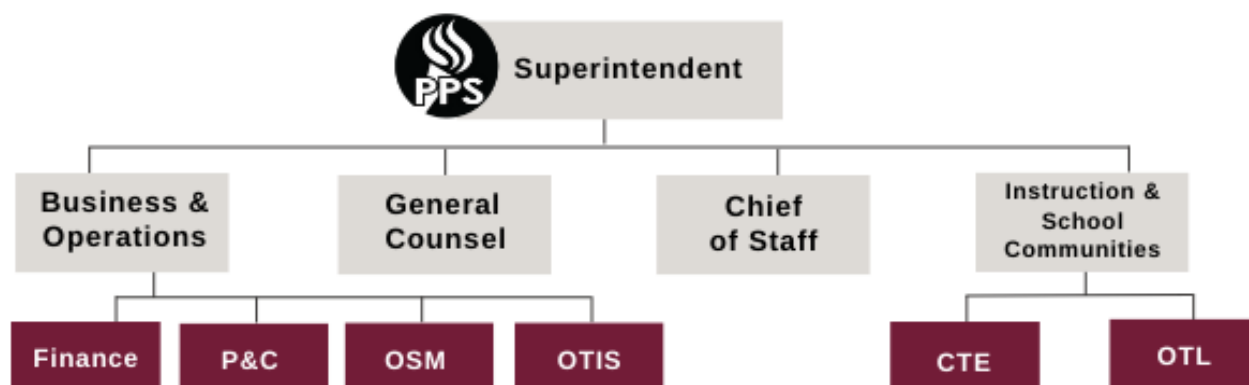 PPS
Superintendent
Business &
Operations
General
Counsel
Chief
of Staff
Instruction &
School
Communities
Finance
P&C
OSM
OTIS
CTE
OTL